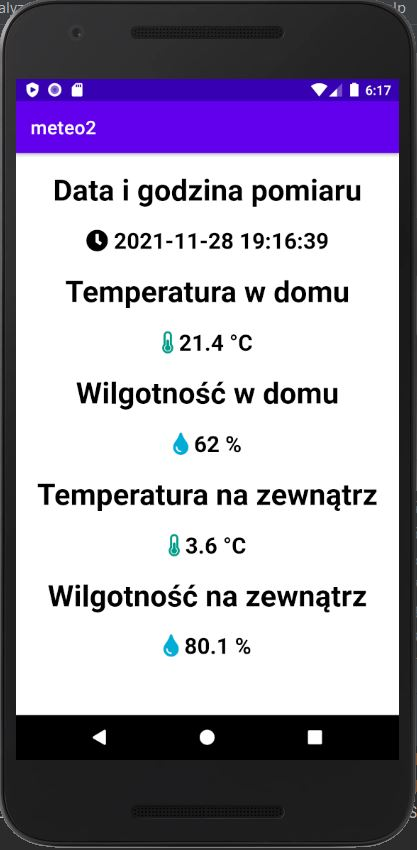 6:17
meteo2
Data i godzina pomiaru
2021-11-28 19:16:39
Temperatura w domu
21.4 °C
Wilgotność w domu
62 %
Temperatura na zewnątrz
3.6 °C
Wilgotność na zewnątrz
80.1 %